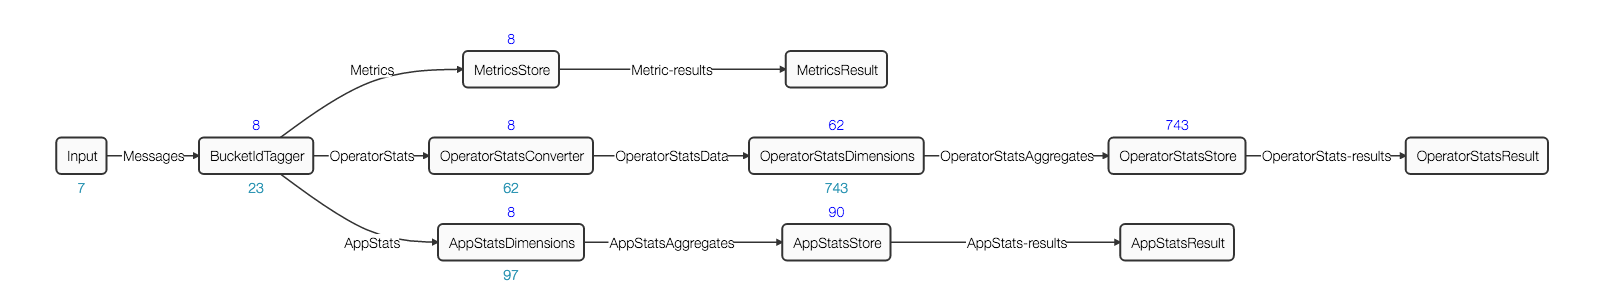 8
Metrics
MetricsStore
Metric-results
MetricsResult
8
8
62
743
Input
Messages
BucketIdTagger
OperatorStats
OperatorStatsConverter
OperatorStatsData
OperatorStatsDimensions
OperatorStatsAggregates
OperatorStatsStore
OperatorStats-results
OperatorStatsResult
7
23
62
743
8
90
AppStats
AppStatsDimensions
AppStatsAggregates
AppStatsStore
AppStats-results
AppStatsResult
97